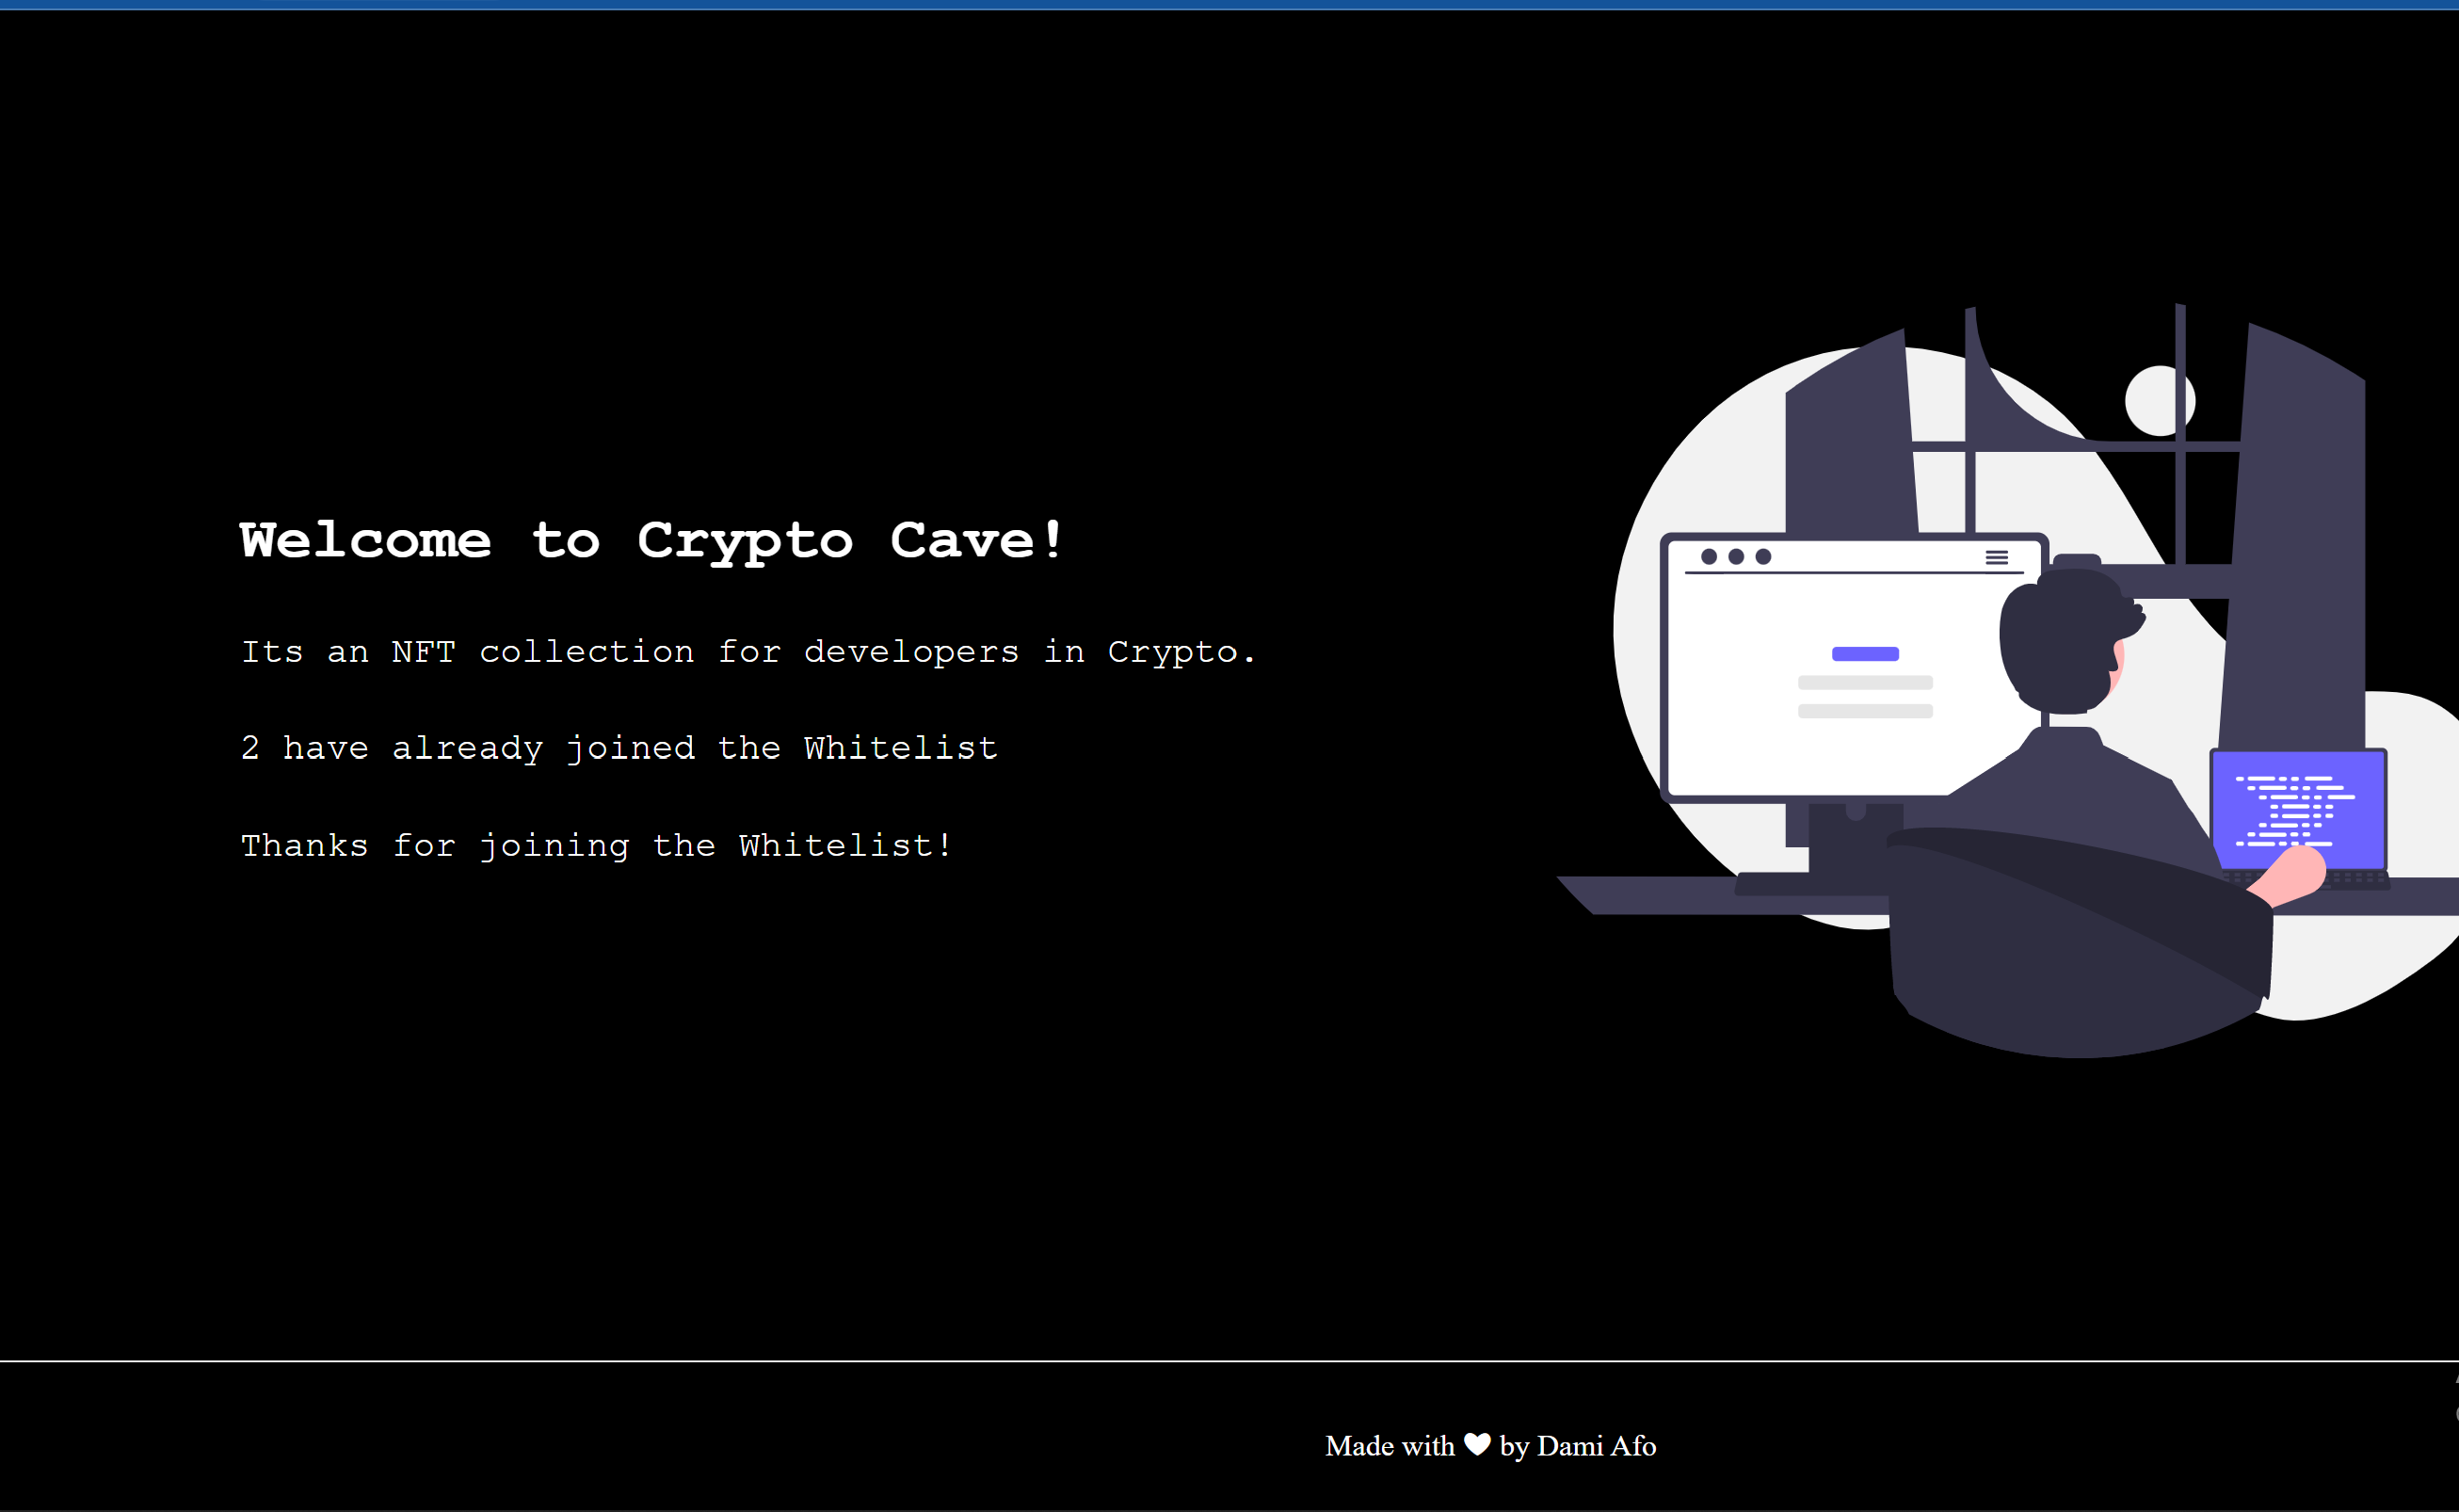 Welcome to Crypto Cave!
Its an NFT collection for developers in Crypto.
2 have already joined the Whitelist
Thanks for joining the Whitelist!
Made with ♥ by Dami Afo